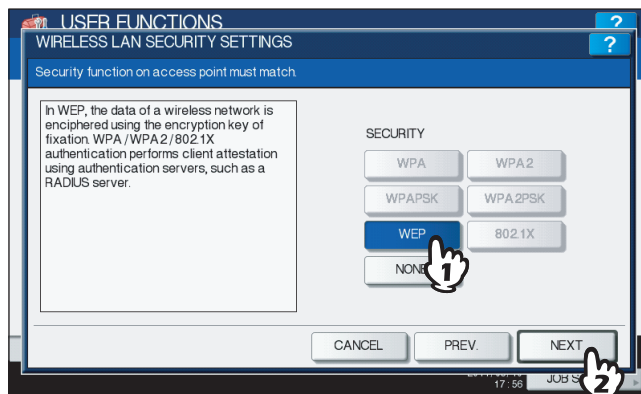 USER FUNCTIONS
?
WIRELESS LAN SECURITY SETTINGS
?
Security function on access point must match.
In WEP, the data of a wireless network is
enciphered using the encryption key of
fixation. WPA/WPA2/802.1X
authentication performs client attestation
using authentication servers, such as a
RADIUS server.
SECURITY
WPA
WPA2
WPAPSK
WPA2PSK
WEP
802.1X
NONE
1
CANCEL
PREV.
NEXT
2
17:56
JOB S